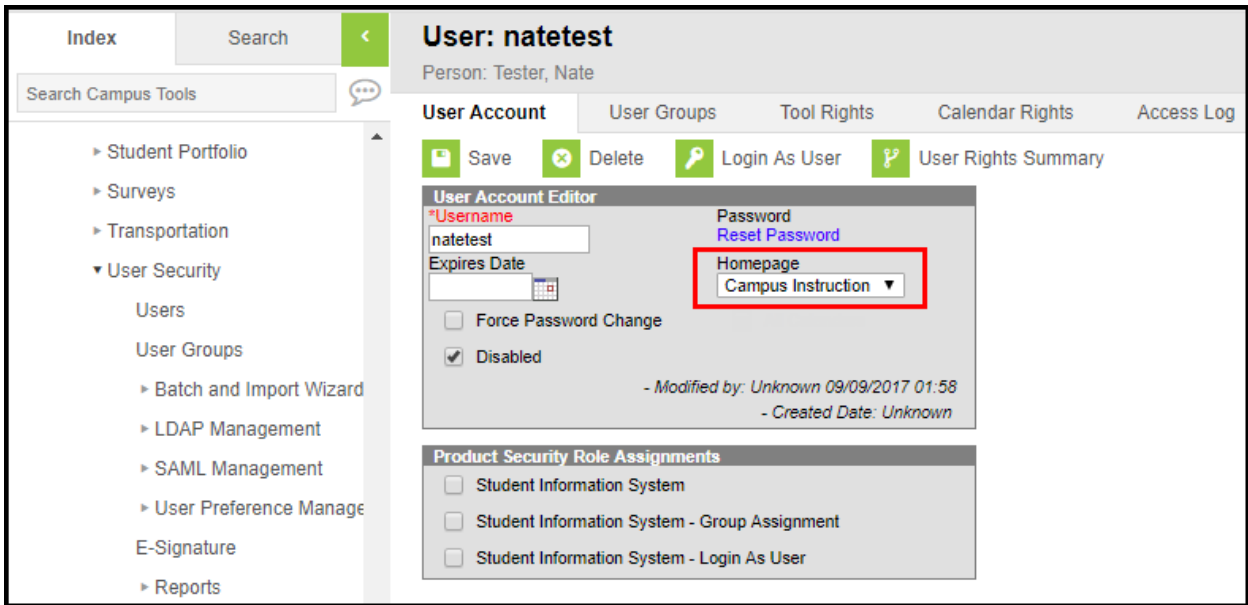 Index
Search
Search Campus Tools
Student Portfolio
Surveys
Transportation
User Security
Users
User Groups
Batch and Import Wizard
LDAP Management
SAML Management
User Preference Manage
E-Signature
Reports
User: natetest
Person: Tester, Nate
User Account User Groups Tool Rights Calendar Rights Access Log
Save Delete Login As User User Rights Summary
User Account Editor
*Username Password
natetest Reset Password
Expires Date Homepage
Campus Instruction
Force Password Change
Disabled
- Modified by: Unknown 09/09/2017 01:58
- Created Date: Unknown
Product Security Role Assignments
Student Information System
Student Information System - Group Assignment
Student Information System - Login As User